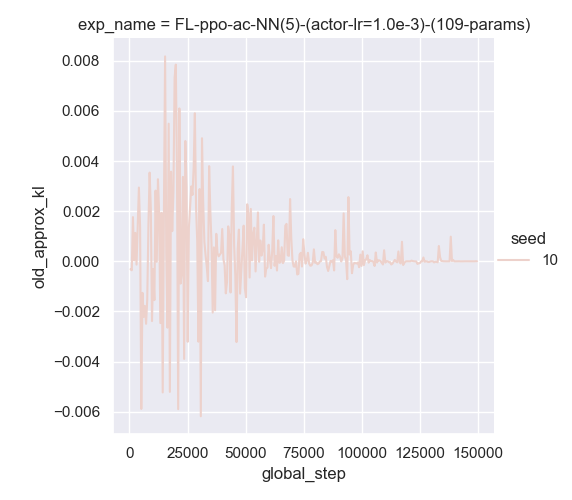 exp_name = FL-ppo-ac-NN(5)-(actor-lr=1.0e-3)-(109-params)
0.008
0.006
0.004
0.002
0.000
−0.002
−0.004
−0.006
old_approx_kl
0 25000 50000 75000 100000 125000 150000
global_step
seed
10